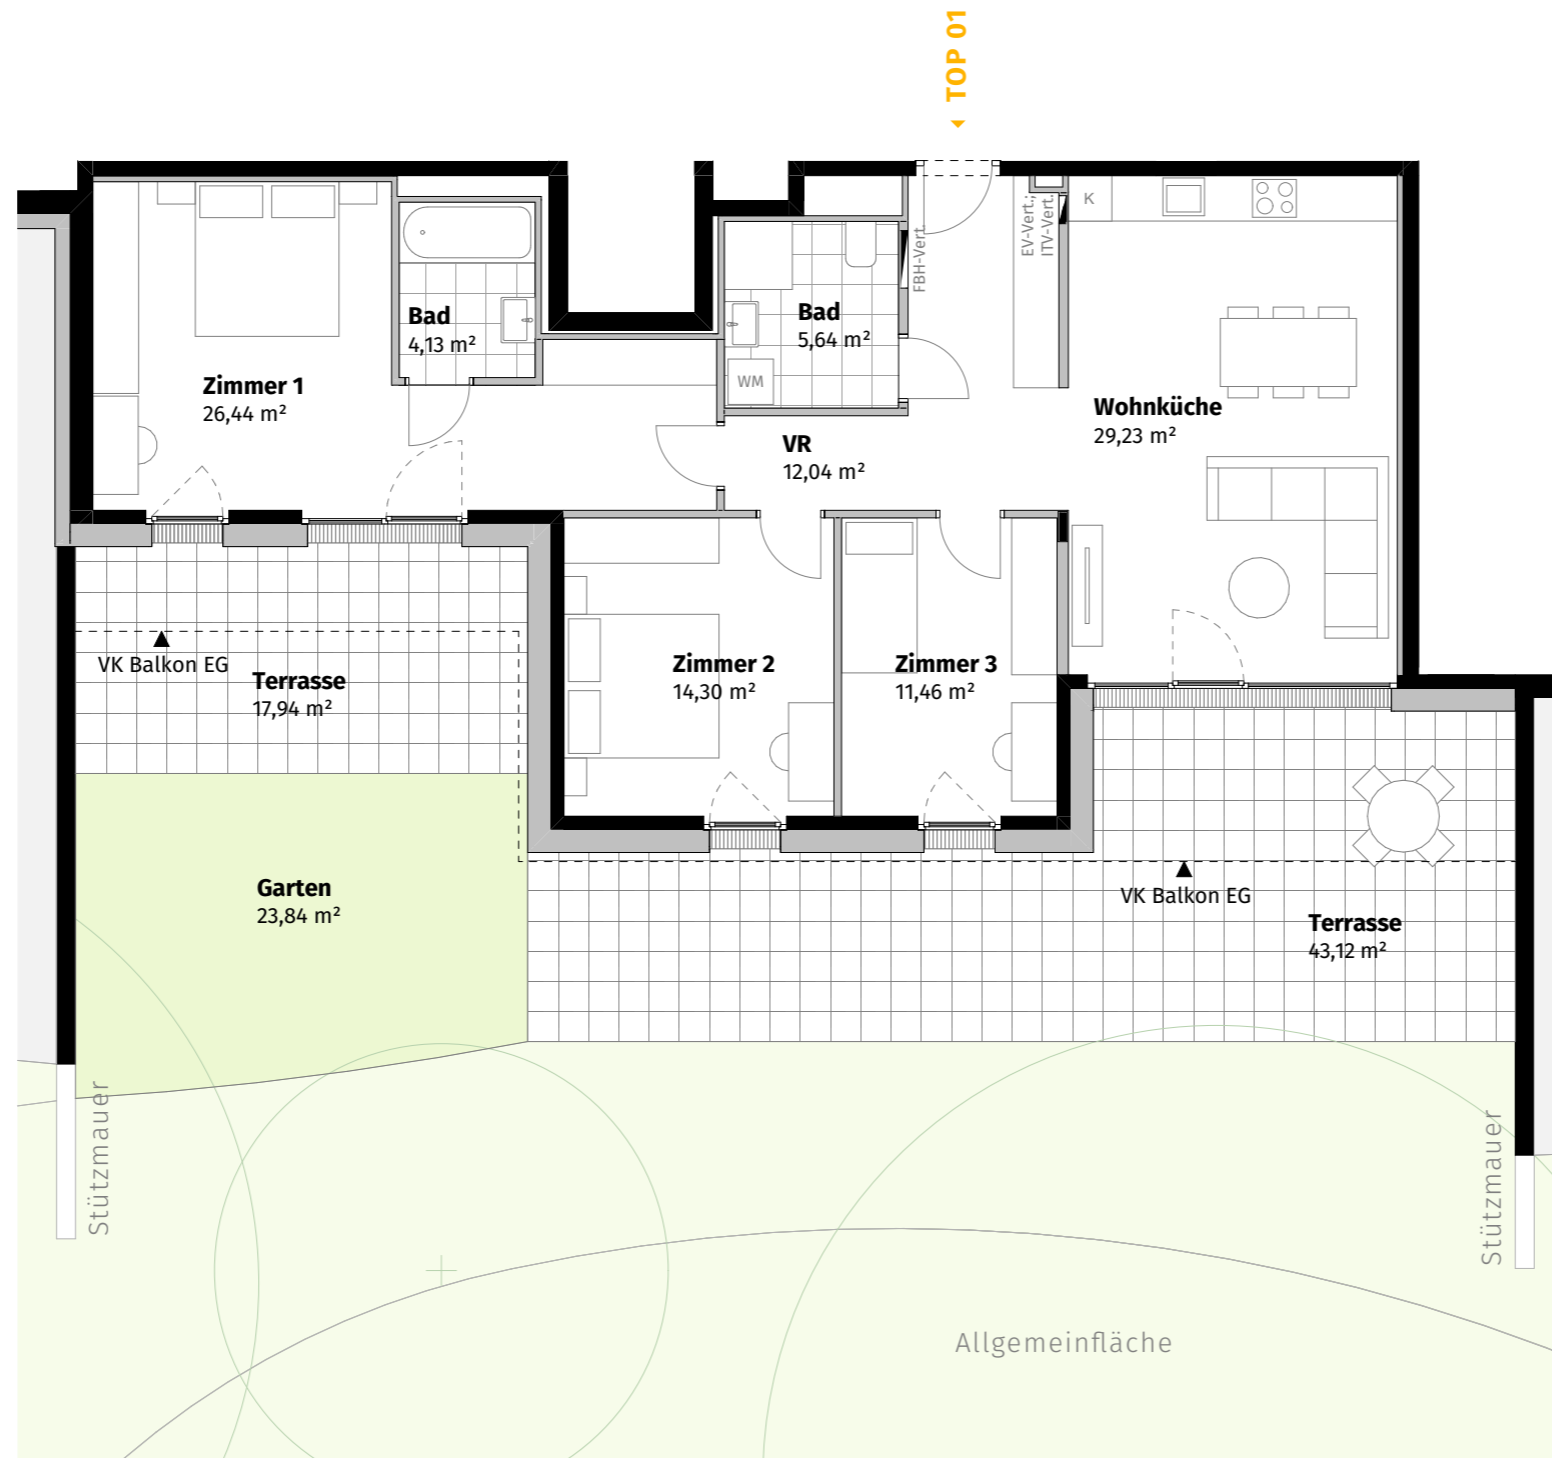 TOP 01
EV-Vert.;
ITV-Vert.
K
FBH-Vert.
Bad
4,13 m²
Bad
5,64 m²
WM
Zimmer 1
26,44 m²
Wohnküche
29,23 m²
VR
12,04 m²
VK Balkon EG
Terrasse
17,94 m²
Zimmer 2
14,30 m²
Zimmer 3
11,46 m²
Garten
23,84 m²
VK Balkon EG
Terrasse
43,12 m²
Stützmauer
Stützmauer
Allgemeinfläche